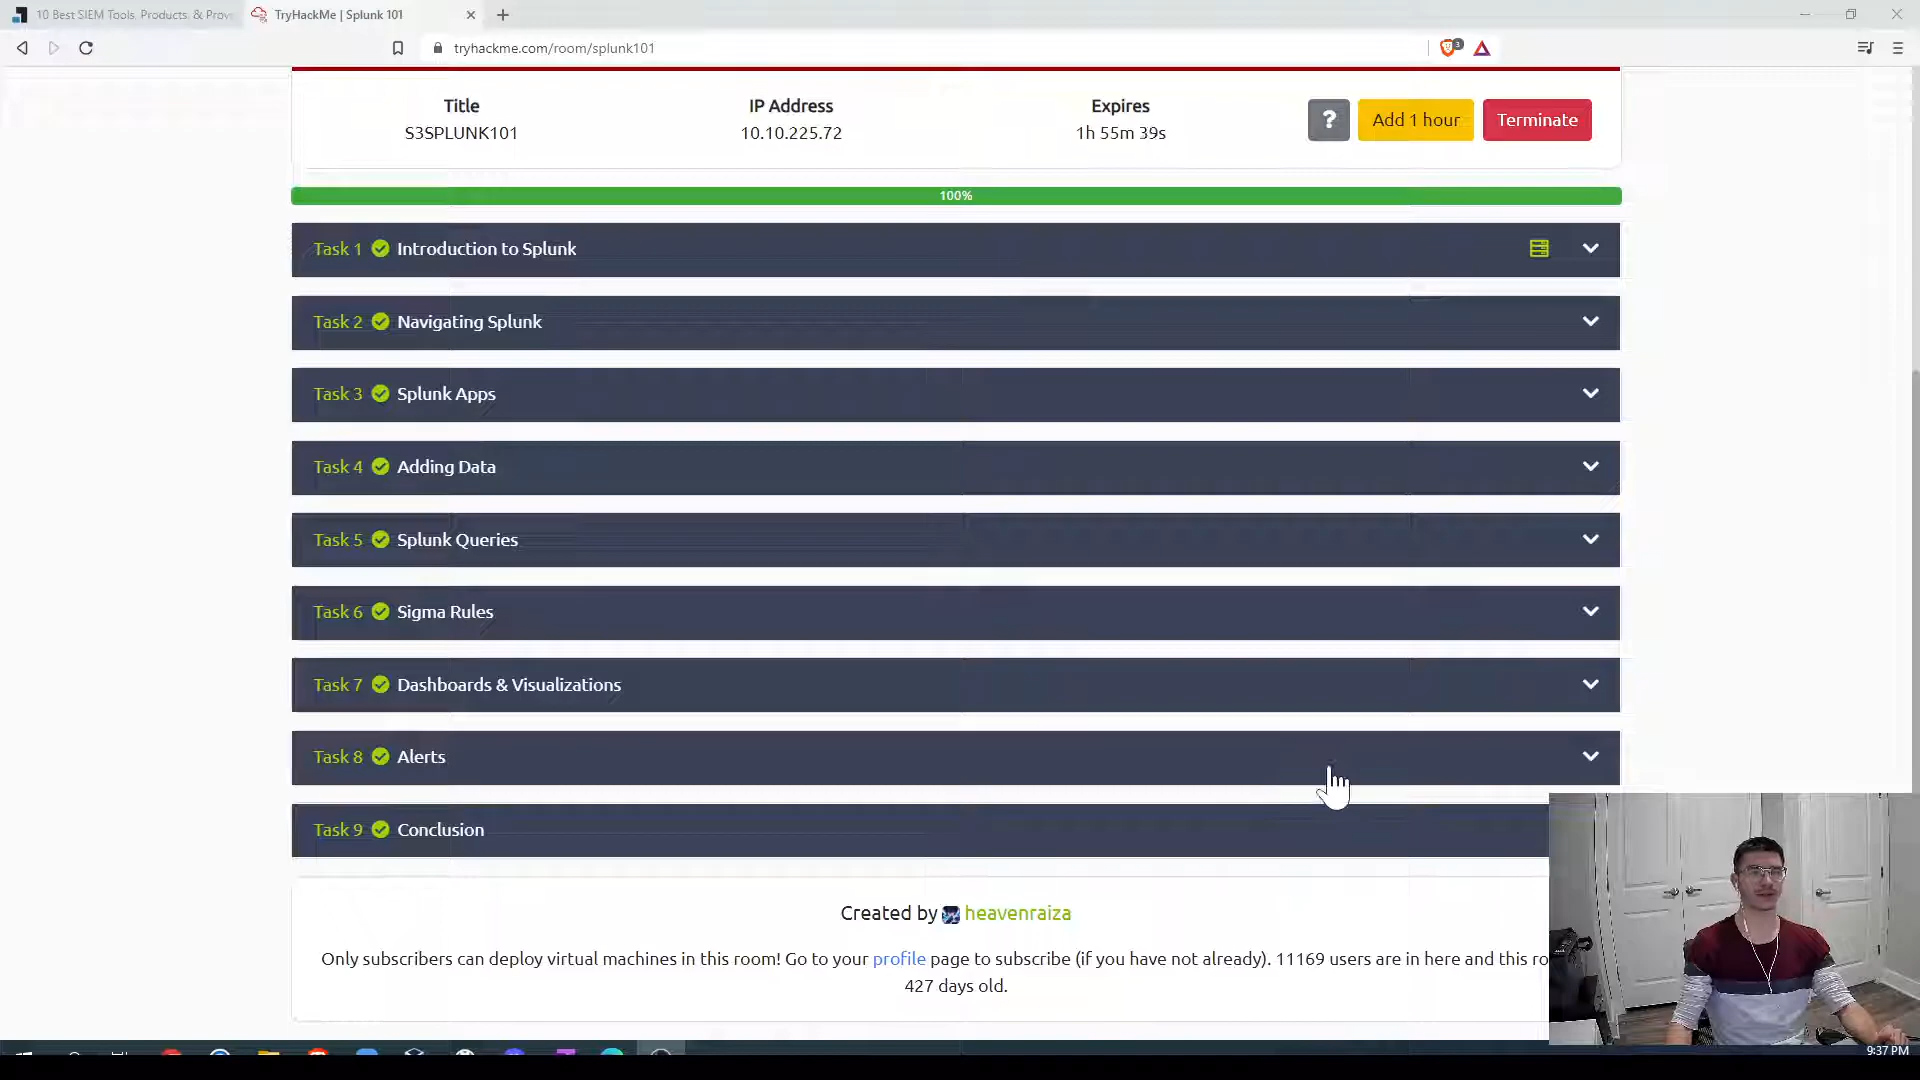 10 Best SIEM Tools, Products, & Prov
TryHackMe | Splunk 101
tryhackme.com/room/splunk101
3
Title
S3SPLUNK101
IP Address
10.10.225.72
Expires
1h 55m 39s
?
Add 1 hour
Terminate
100%
Task 1 Introduction to Splunk
Task 2 Navigating Splunk
Task 3 Splunk Apps
Task 4 Adding Data
Task 5 Splunk Queries
Task 6 Sigma Rules
Task 7 Dashboards & Visualizations
Task 8 Alerts
Task 9 Conclusion
Created by heavenraiza
Only subscribers can deploy virtual machines in this room! Go to your profile page to subscribe (if you have not already). 11169 users are in here and this ro
427 days old.
9:37 PM